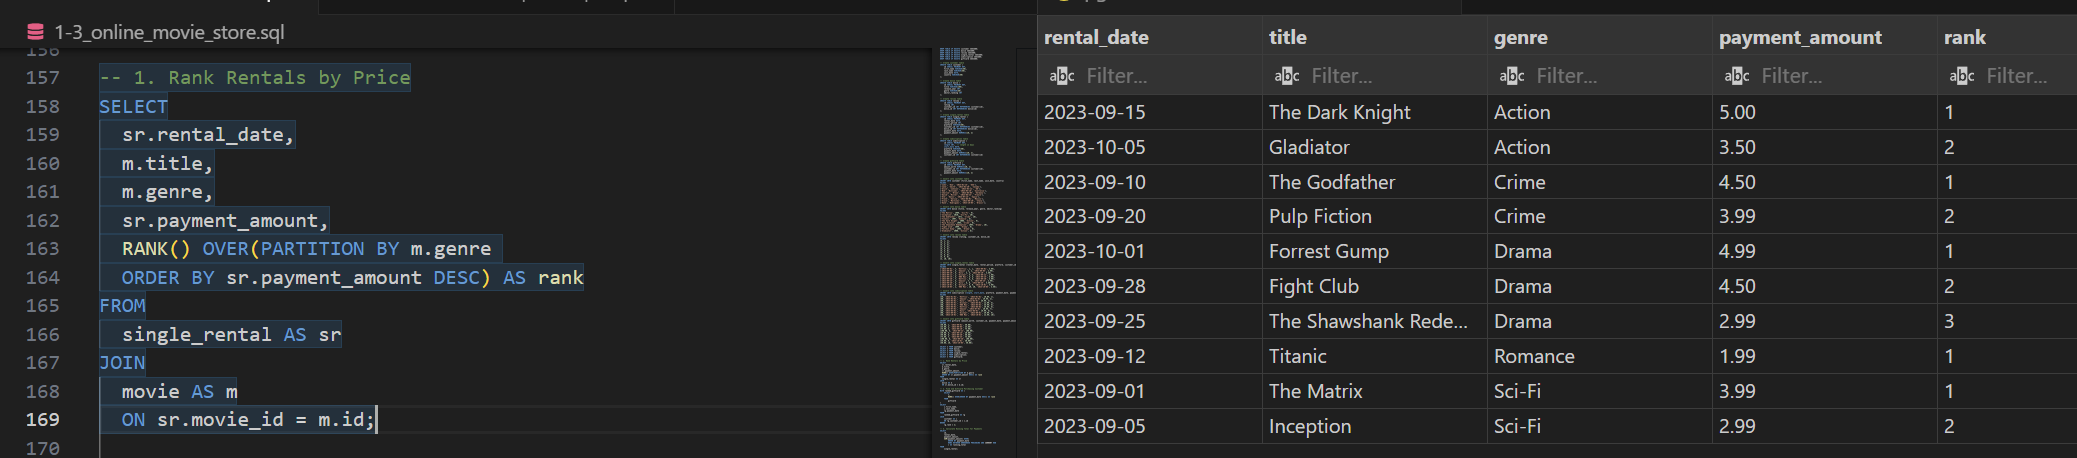 1-3_online_movie_store.sql
156
157 -- 1. Rank Rentals by Price
158 SELECT
159 sr.rental_date,
160 m.title,
161 m.genre,
162 sr.payment_amount,
163 RANK() OVER(PARTITION BY m.genre
164 ORDER BY sr.payment_amount DESC) AS rank
165 FROM
166 single_rental AS sr
167 JOIN
168 movie AS m
169 ON sr.movie_id = m.id;
170
rental_date title genre payment_amount rank
abc Filter... abc Filter... abc Filter... abc Filter... abc Filter...
2023-09-15 The Dark Knight Action 5.00 1
2023-10-05 Gladiator Action 3.50 2
2023-09-10 The Godfather Crime 4.50 1
2023-09-20 Pulp Fiction Crime 3.99 2
2023-10-01 Forrest Gump Drama 4.99 1
2023-09-28 Fight Club Drama 4.50 2
2023-09-25 The Shawshank Rede... Drama 2.99 3
2023-09-12 Titanic Romance 1.99 1
2023-09-01 The Matrix Sci-Fi 3.99 1
2023-09-05 Inception Sci-Fi 2.99 2